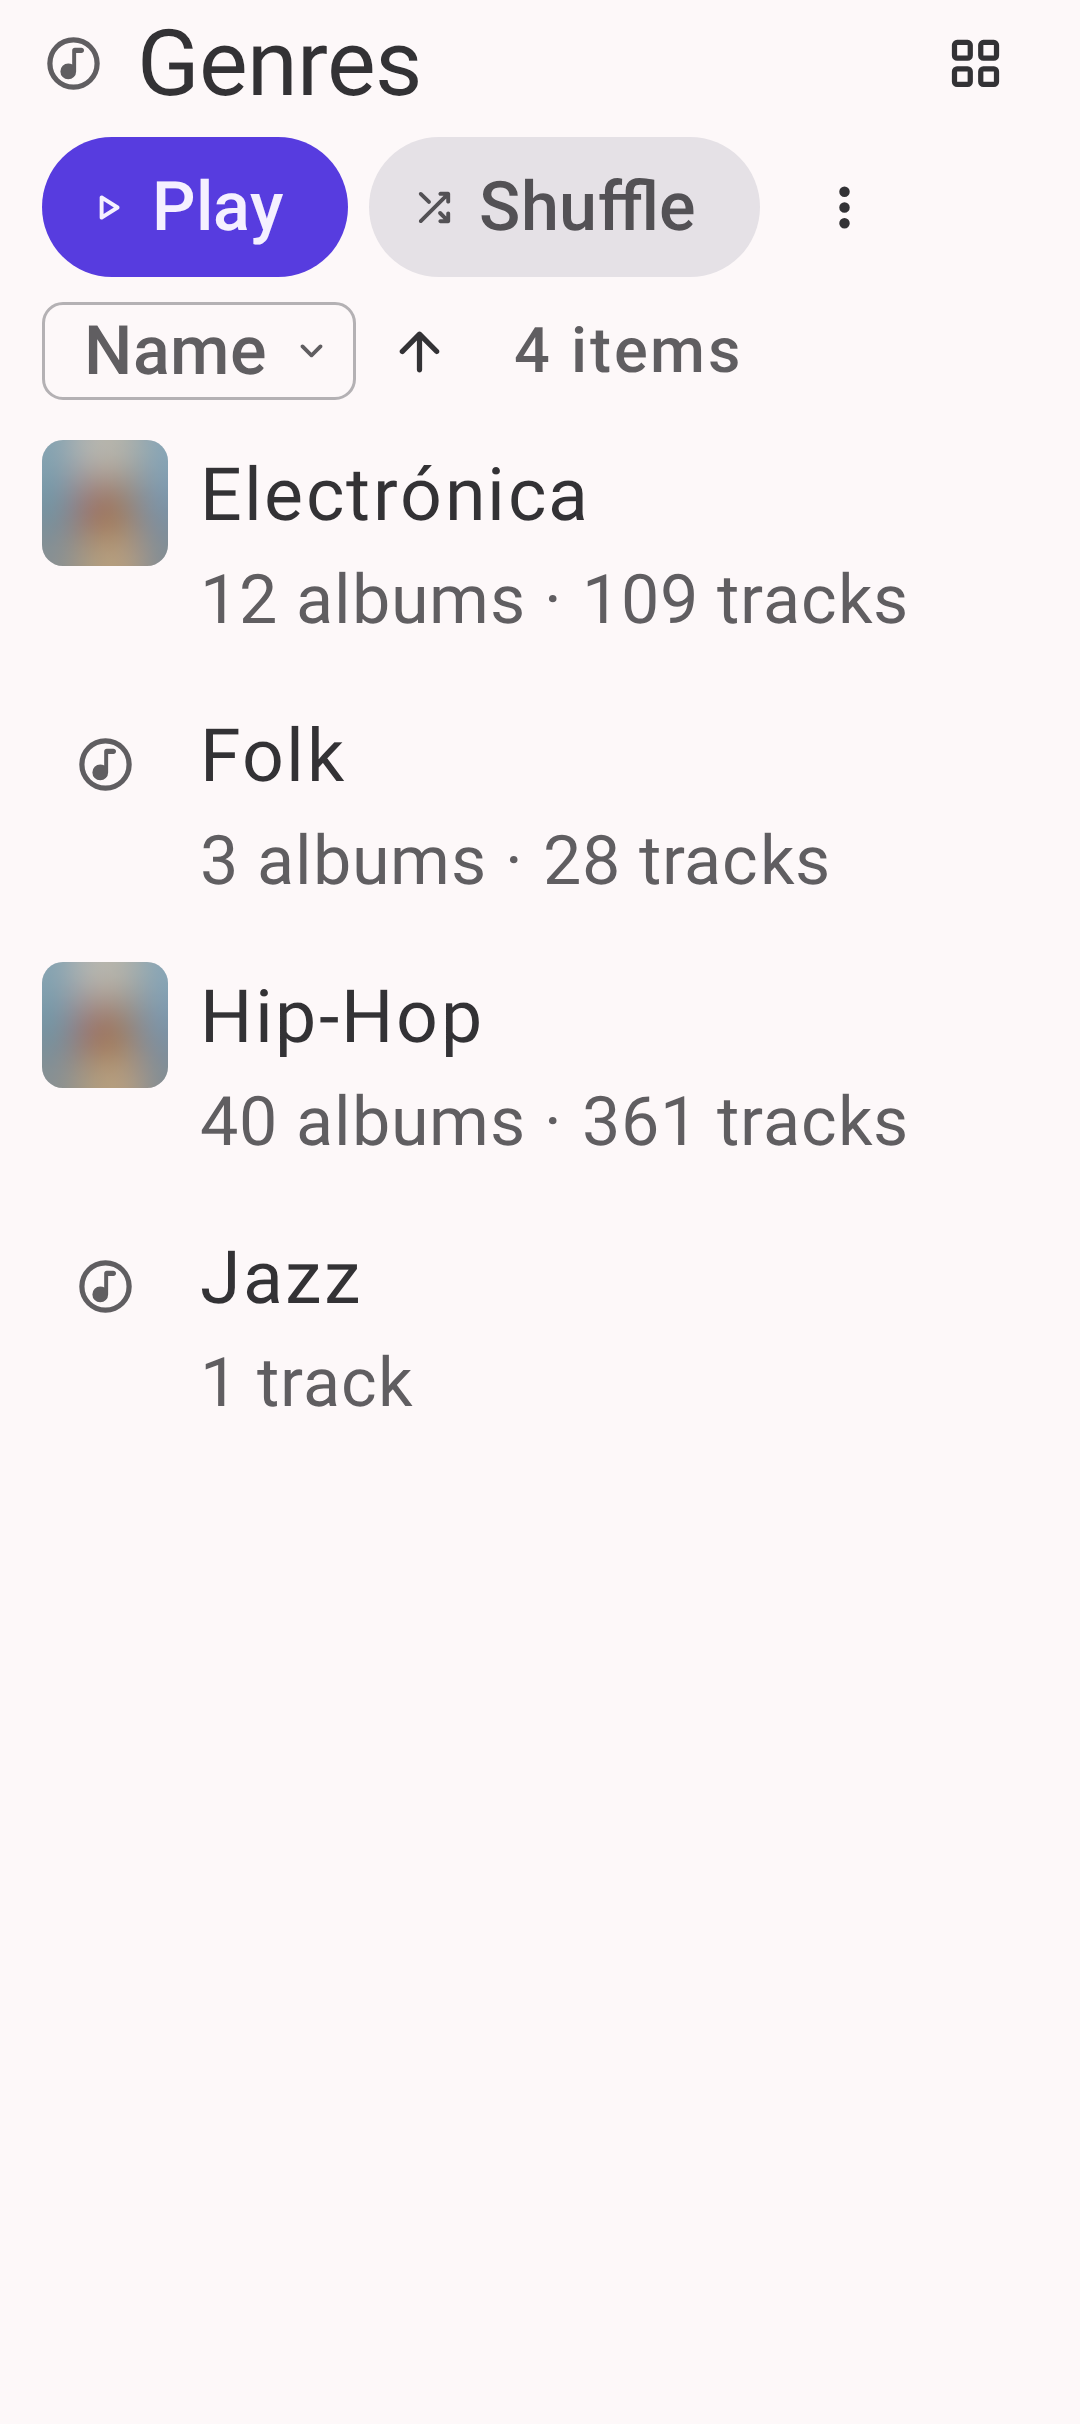 Genres
Play
Shuffle
Name
4 items
Electrónica
12 albums · 109 tracks
Folk
3 albums · 28 tracks
Hip-Hop
40 albums · 361 tracks
Jazz
1 track